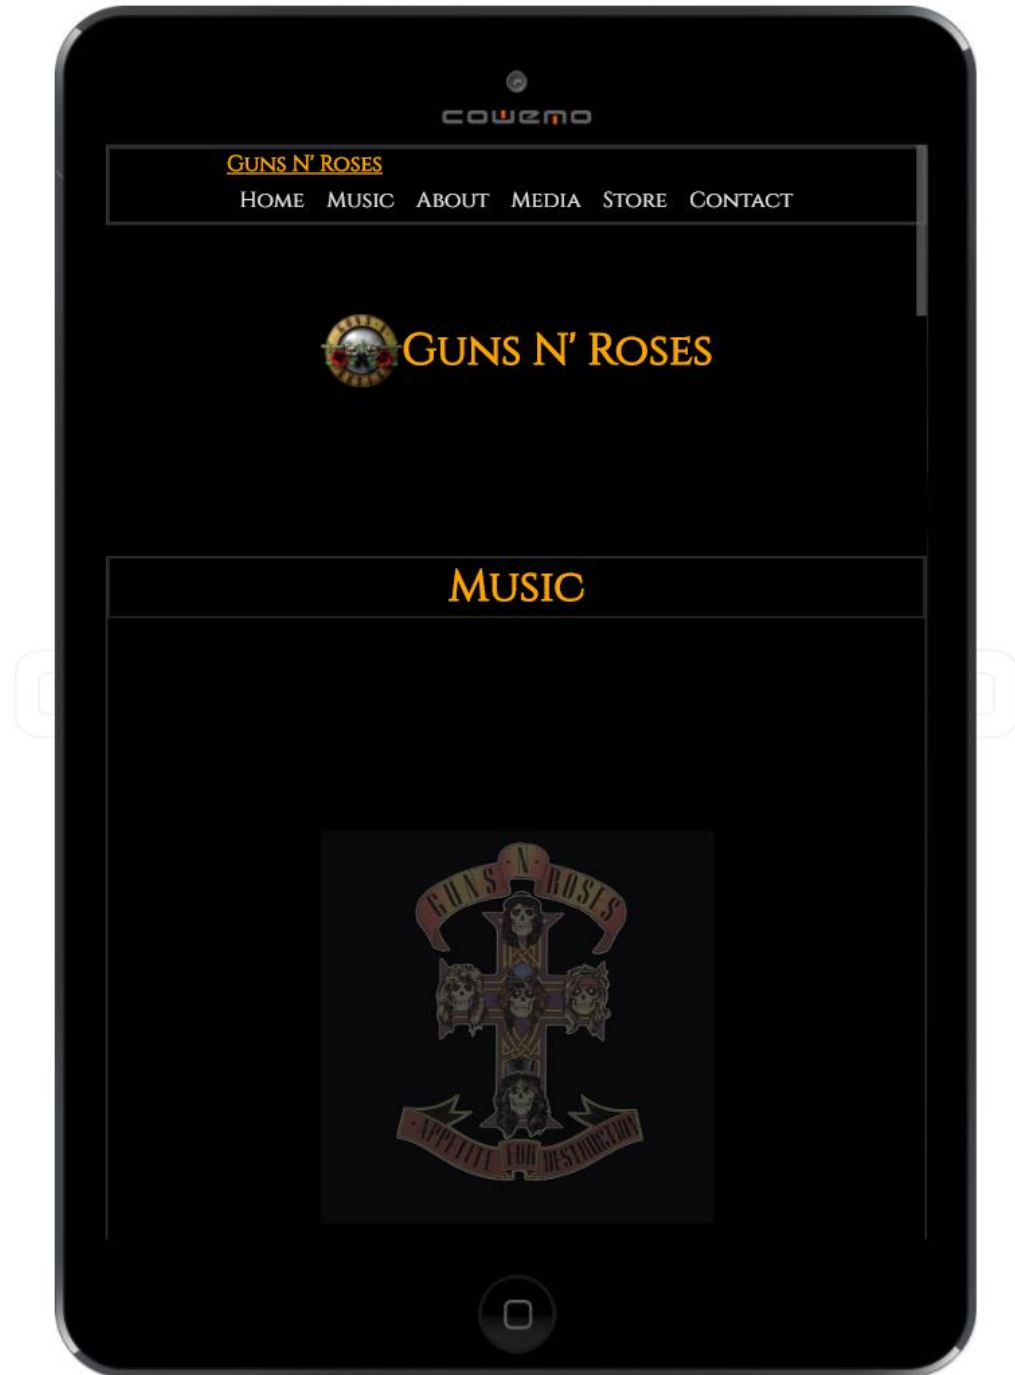 cowemo
Guns N' Roses
Home Music About Media Store Contact
Guns N' Roses
Music
GUNS N' ROSES
APPETITE FOR DESTRUCTION